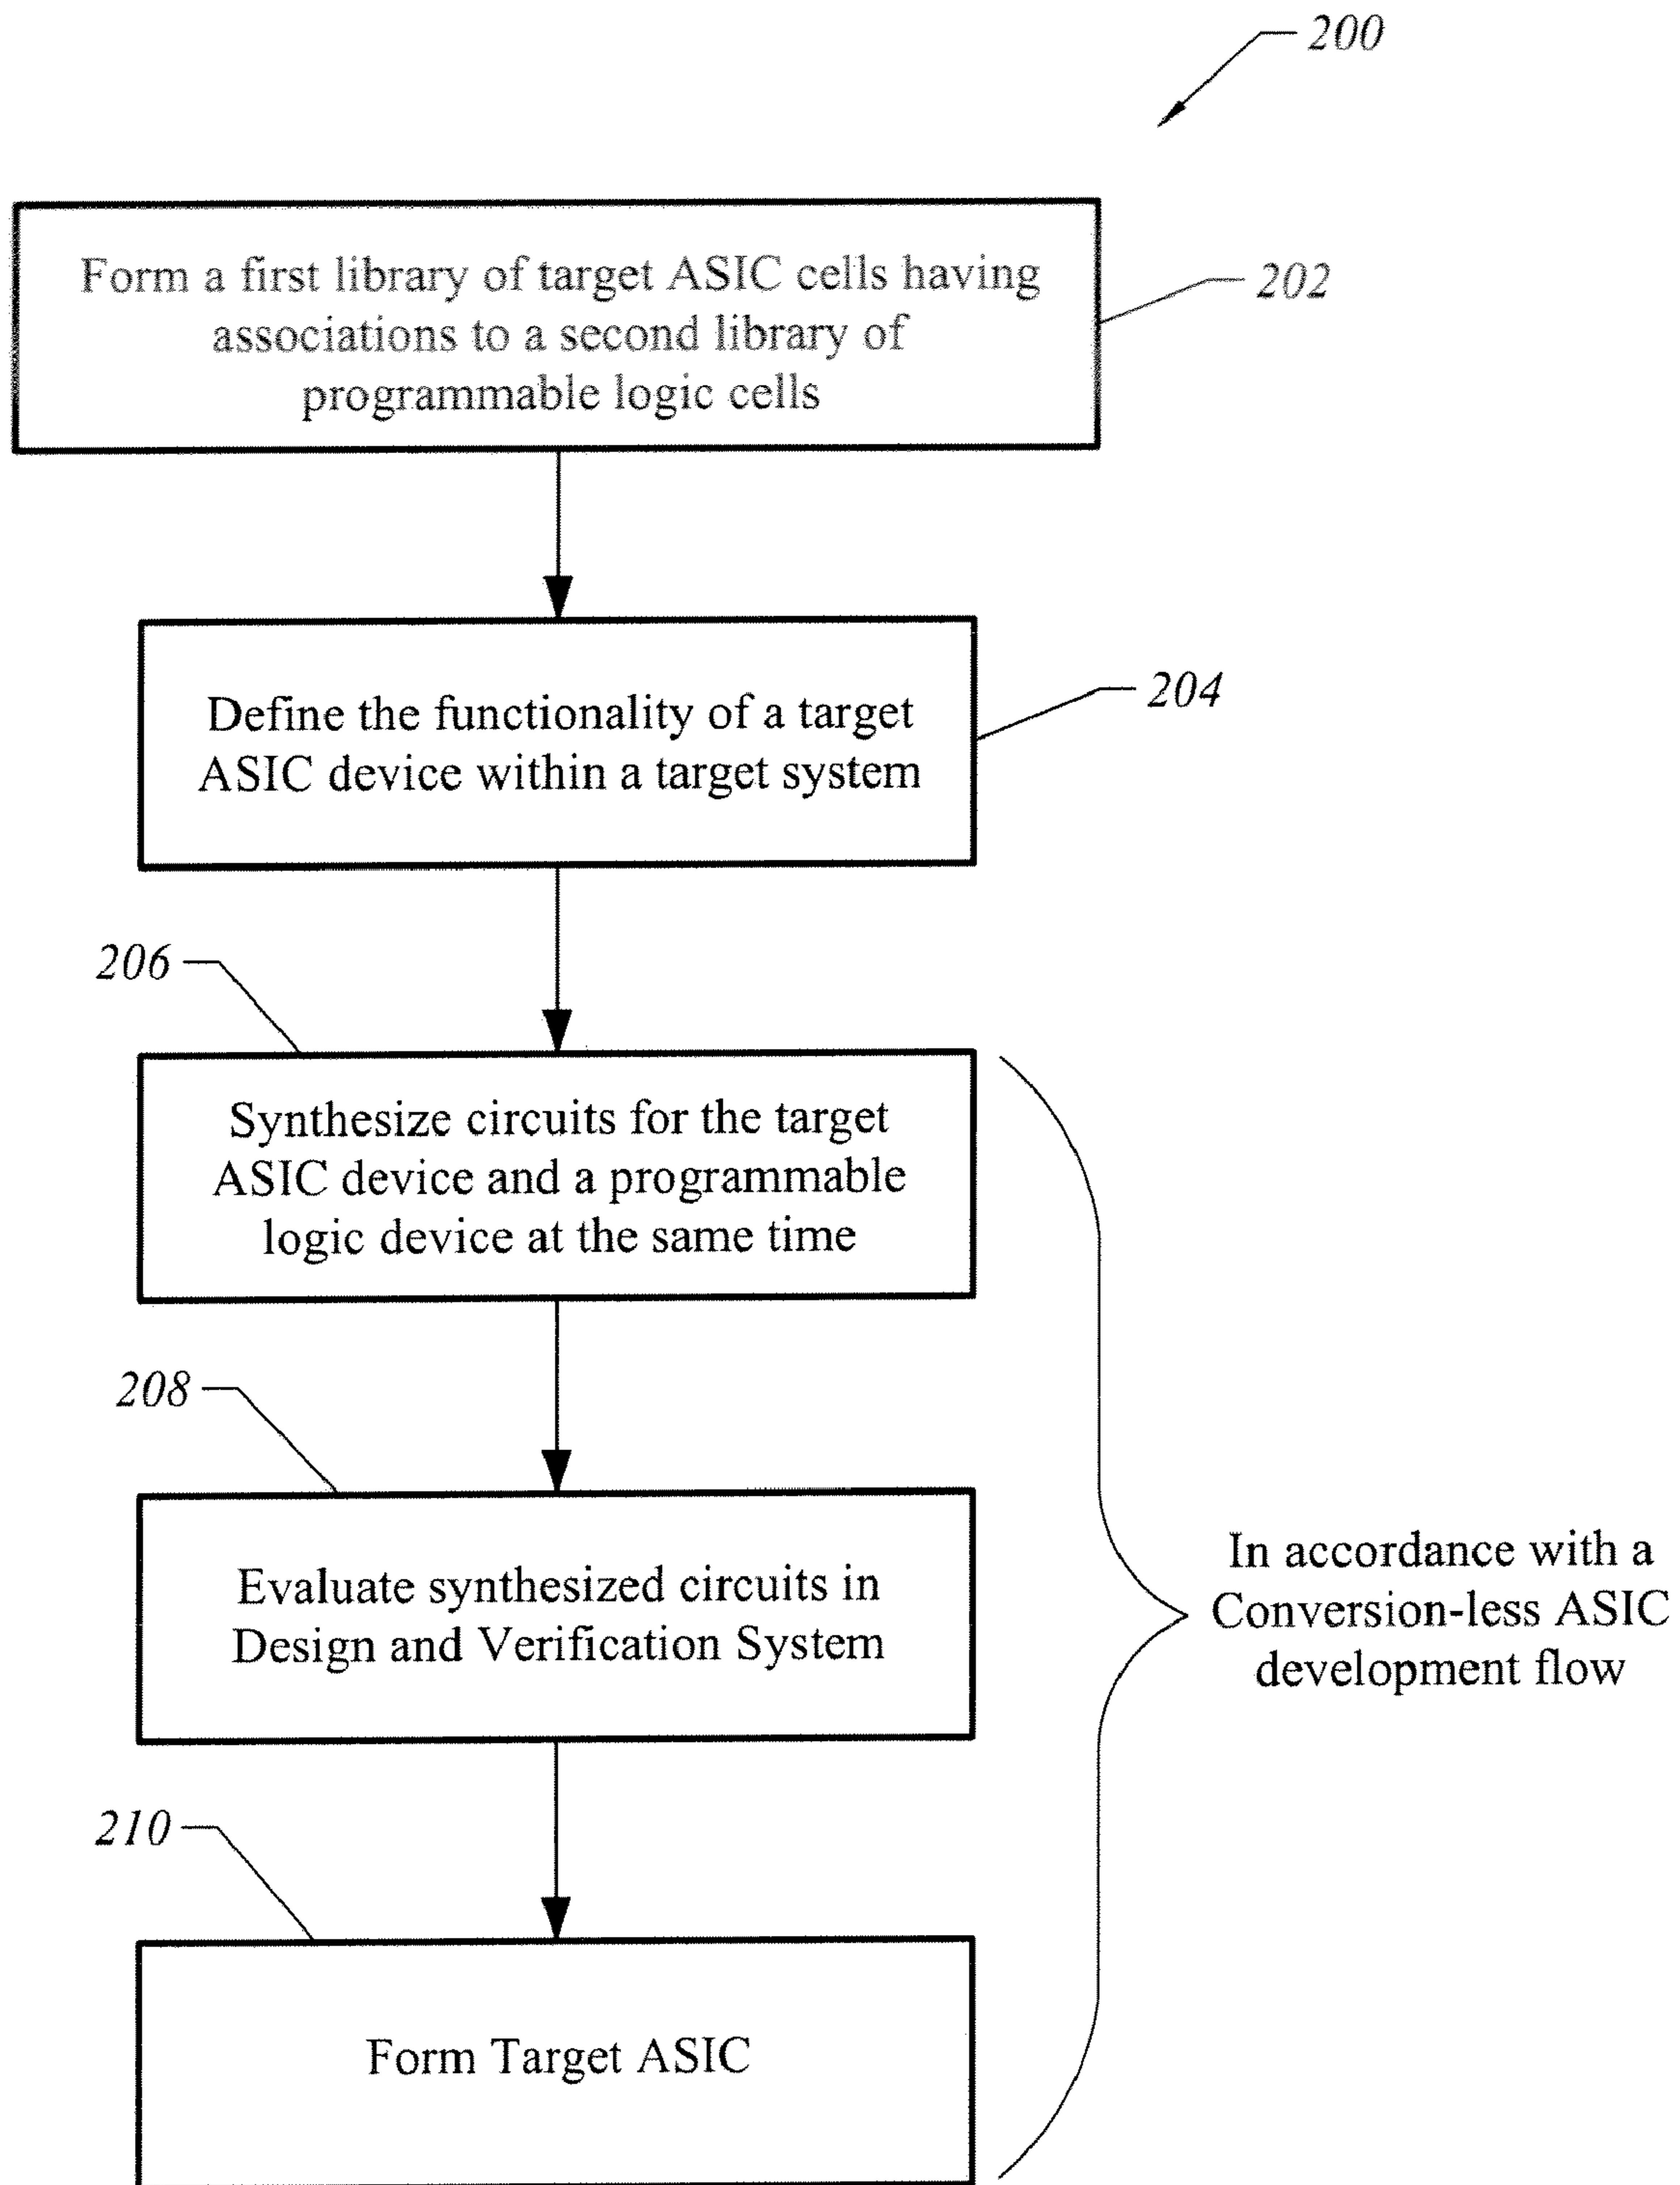 200
Form a first library of target ASIC cells having
associations to a second library of
programmable logic cells
202
Define the functionality of a target
ASIC device within a target system
204
206
Synthesize circuits for the target
ASIC device and a programmable
logic device at the same time
208
Evaluate synthesized circuits in
Design and Verification System
In accordance with a
Conversion-less ASIC
development flow
210
Form Target ASIC